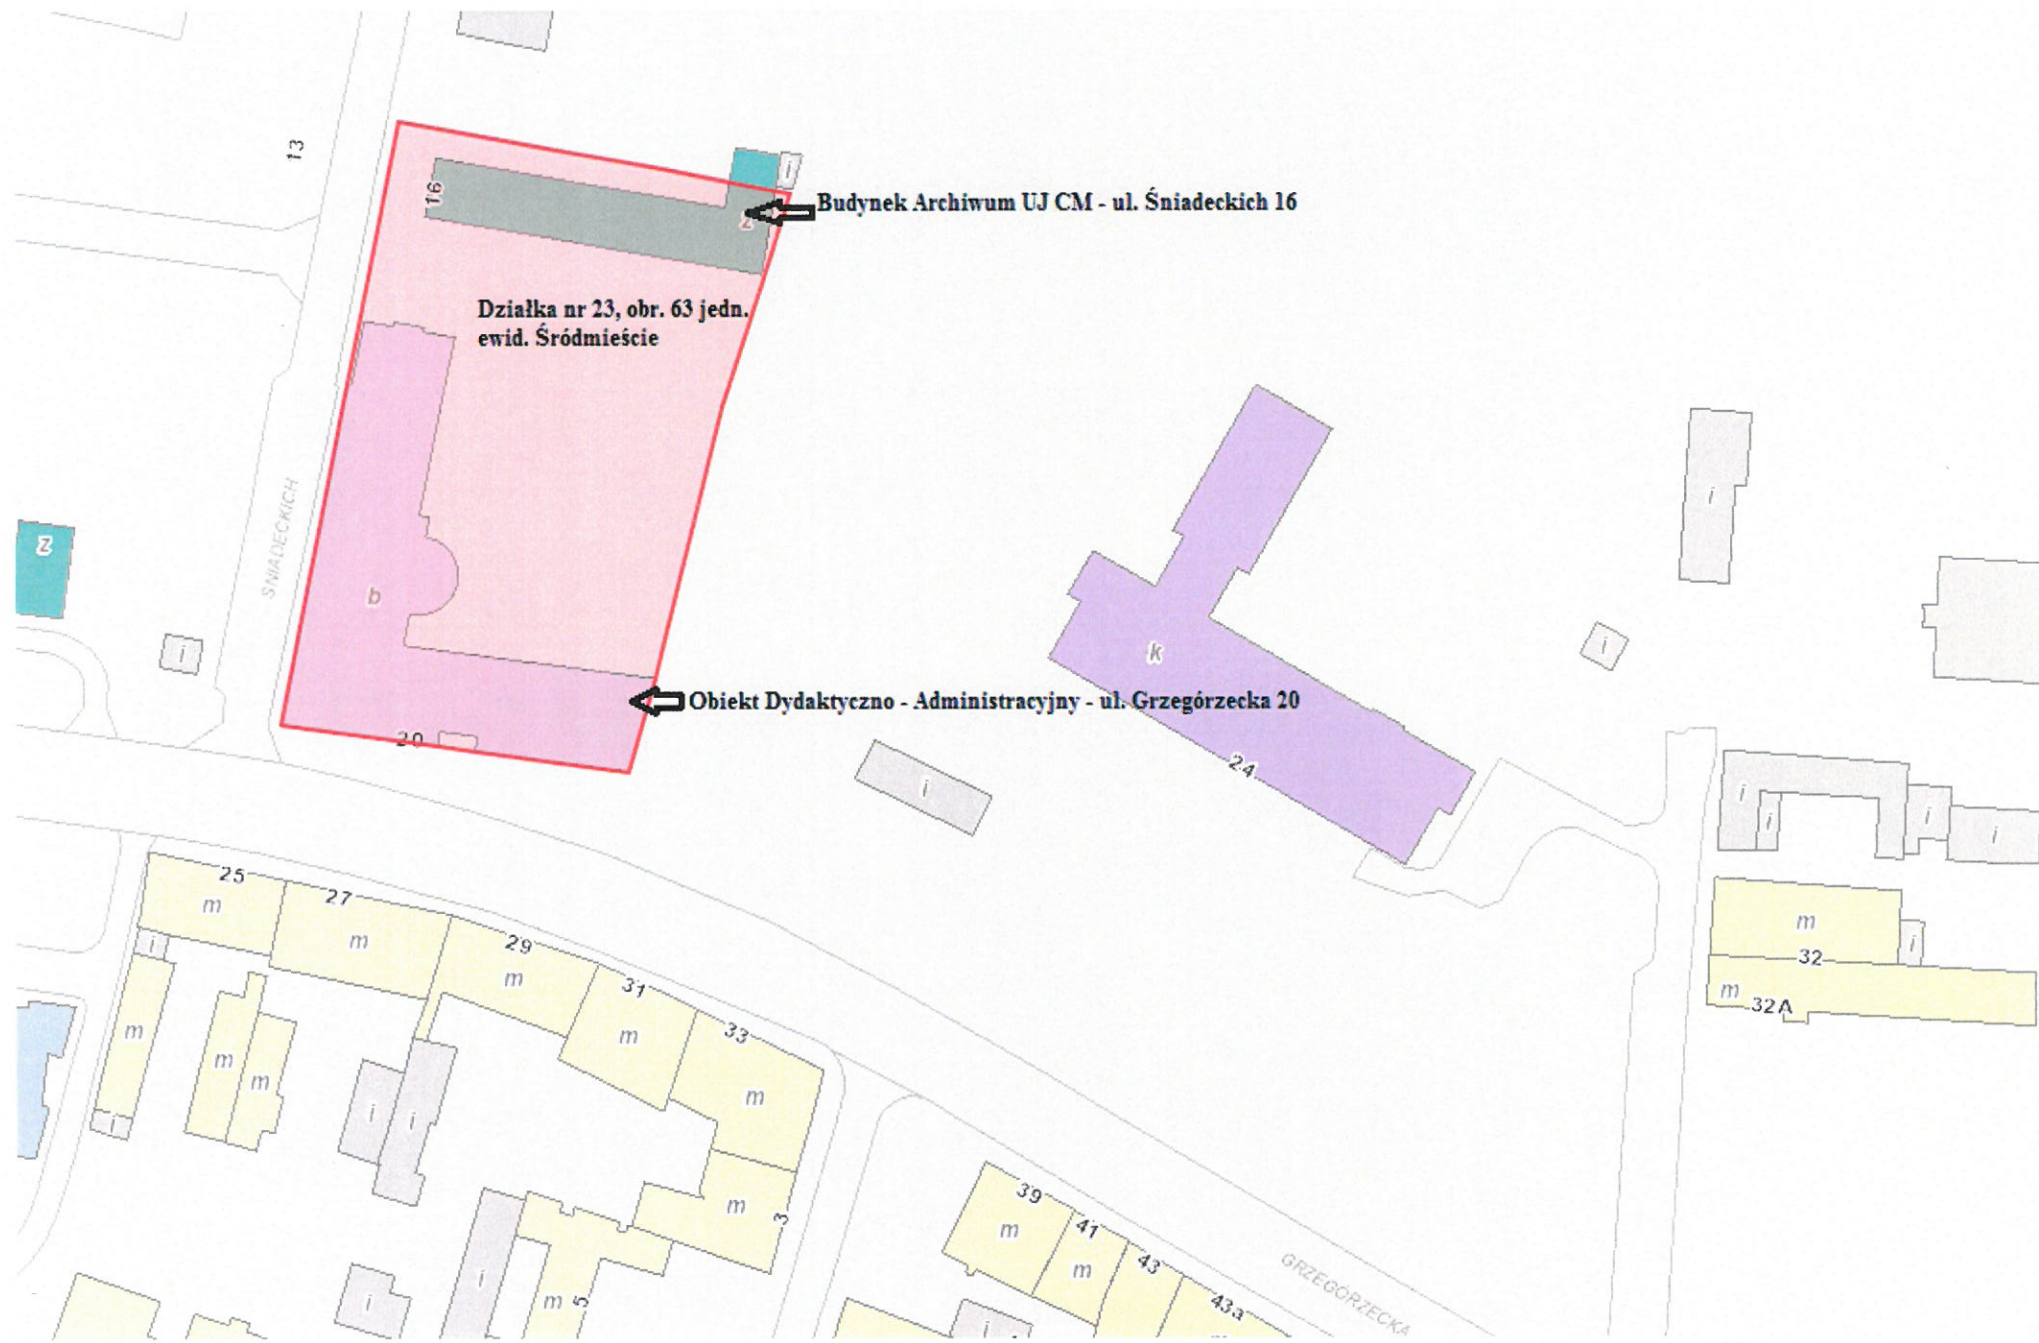 13
16
Budynek Archiwum UJ CM - ul. Śniadeckich 16
z
i
Działka nr 23, obr. 63 jedn.
ewid. Śródmieście
ŚNIADECKICH
Z
i
b
i
k
i
Obiekt Dydaktyczno - Administracyjny - ul. Grzegórzecka 20
20
24
i
i
i
i
i
25
27
m
m
29
m
31
m
33
m
i
m
m
m
i
i
i
m
32
i
m
32A
m
3
i
i
m
5
39
m
41
m
43
43a
i
GRZEGÓRZECKA